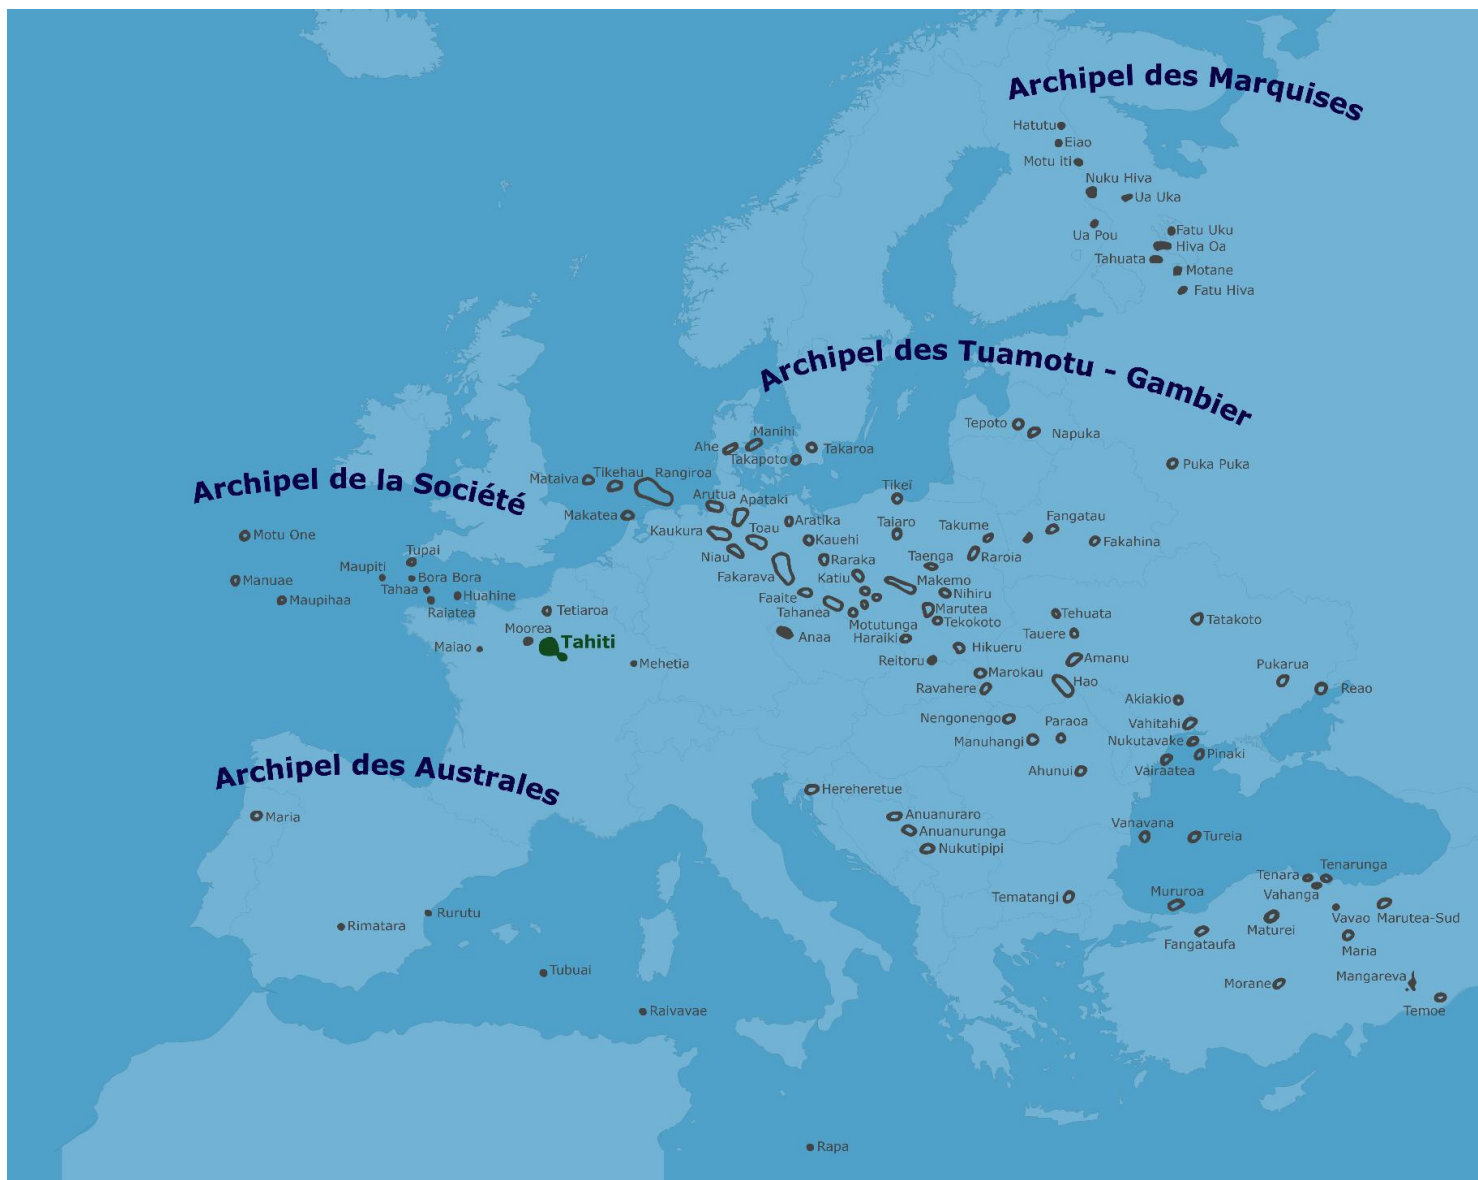 Archipel des Marquises
Hatutu
Eiao
Motu iti
Nuku Hiva
Ua Uka
Ua Pou
Fatu Uku
Hiva Oa
Tahuata
Motane
Fatu Hiva
Archipel des Tuamotu - Gambier
Tepoto
Napuka
Manihi
Ahe
Takaroa
Takapoto
Puka Puka
Mataiva
Tikehau
Rangiroa
Tikei
Arutua
Apataki
Makatea
Aratika
Kaukura
Toau
Taiaro
Takume
Fangatau
Fakahina
Kauehi
Niau
Raraka
Taenga
Raroia
Fakarava
Katiu
Makemo
Nihiru
Faaite
Tahanea
Marutea
Motutunga
Tekokoto
Tehuata
Tatakoto
Anaa
Haraiki
Tauere
Hikueru
Reitoru
Amanu
Marokau
Hao
Pukarua
Reao
Ravahere
Akiakio
Nengonengo
Paraoa
Vahitahi
Manuhangi
Nukutavake
Pinaki
Vairaatea
Ahunui
Hereheretue
Anuanuraro
Anuanurunga
Nukutipipi
Vanavana
Tureia
Tenarunga
Tenara
Vahanga
Tematangi
Mururoa
Vavao
Marutea-Sud
Maturei
Fangataufa
Maria
Morane
Mangareva
Temoe
Archipel de la Société
Motu One
Tupai
Maupiti
Bora Bora
Manuae
Tahaa
Huahine
Maupihaa
Raiatea
Tetiaroa
Moorea
Tahiti
Maiao
Mehetia
Archipel des Australes
Maria
Rurutu
Rimatara
Tubuai
Raivavae
Rapa